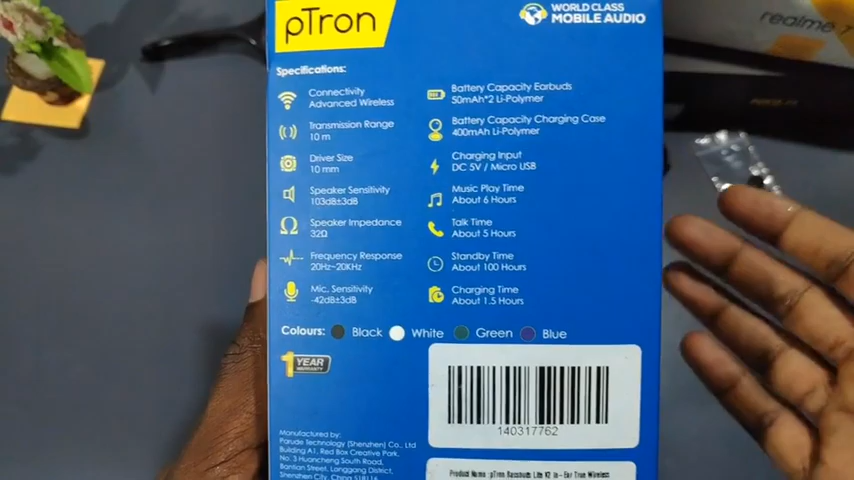 pTron
WORLD CLASS
MOBILE AUDIO
realme 7
Specifications:
Connectivity
Advanced Wireless
Transmission Range
10 m
Driver Size
10 mm
Speaker Sensitivity
103dB±3dB
Speaker Impedance
32Ω
Frequency Response
20Hz~20KHz
Mic. Sensitivity
-42dB±3dB
Battery Capacity Earbuds
50mAh*2 Li-Polymer
Battery Capacity Charging Case
400mAh Li-Polymer
Charging Input
DC 5V / Micro USB
Music Play Time
About 6 Hours
Talk Time
About 5 Hours
Standby Time
About 100 Hours
Charging Time
About 1.5 Hours
Colours: Black White Green Blue
1 YEAR
WARRANTY
140317762
Manufactured by:
Parude Technology (Shenzhen) Co., Ltd
Building A1, Red Box Creative Park,
No. 3 Huancheng South Road,
Bantian Street, Longgang District,
Shenzhen City, China 518116
Product Name : pTron Bassbuds Lite V2 In-Ear True Wireless